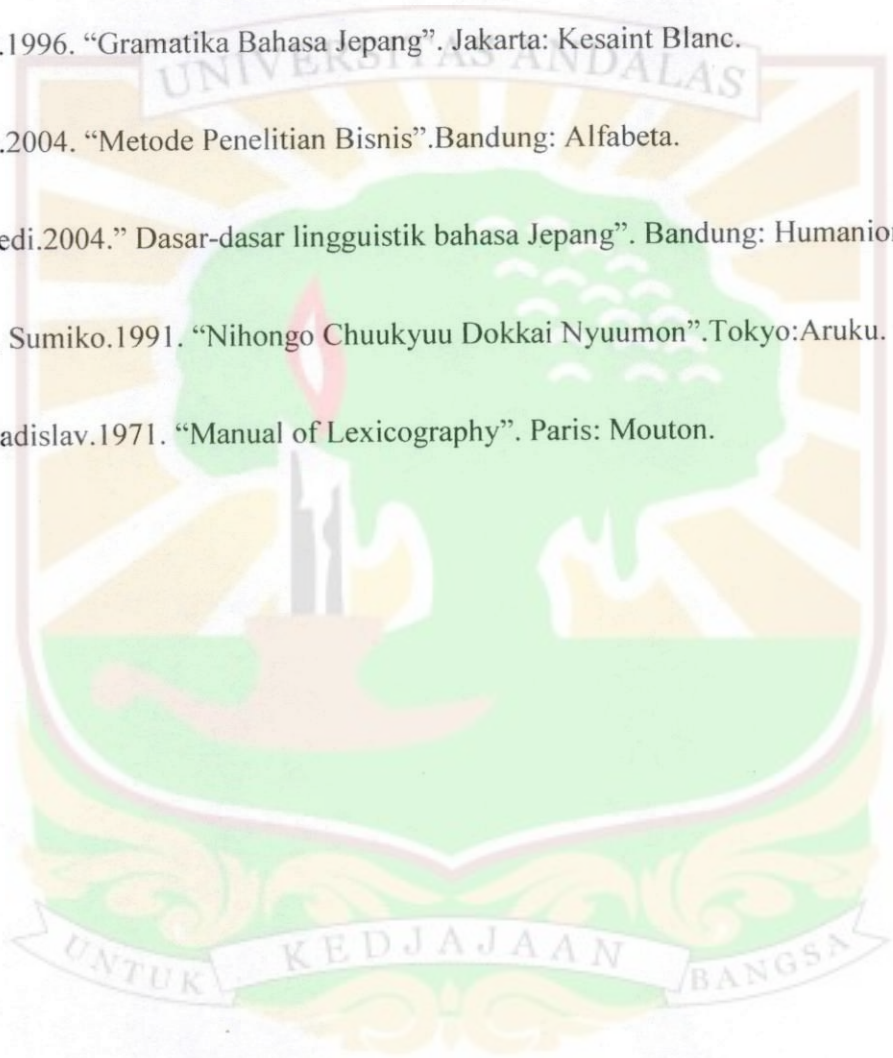 .1996. “Gramatika Bahasa Jepang”. Jakarta: Kesaint Blanc.
UNIVERSITAS ANDALAS
.2004. “Metode Penelitian Bisnis”.Bandung: Alfabeta.
edi.2004.” Dasar-dasar lingguistik bahasa Jepang”. Bandung: Humanior
Sumiko.1991. “Nihongo Chuukyuu Dokkai Nyuumon”.Tokyo:Aruku.
adislav.1971. “Manual of Lexicography”. Paris: Mouton.
UNTUK KEDJAJAAN BANGSA